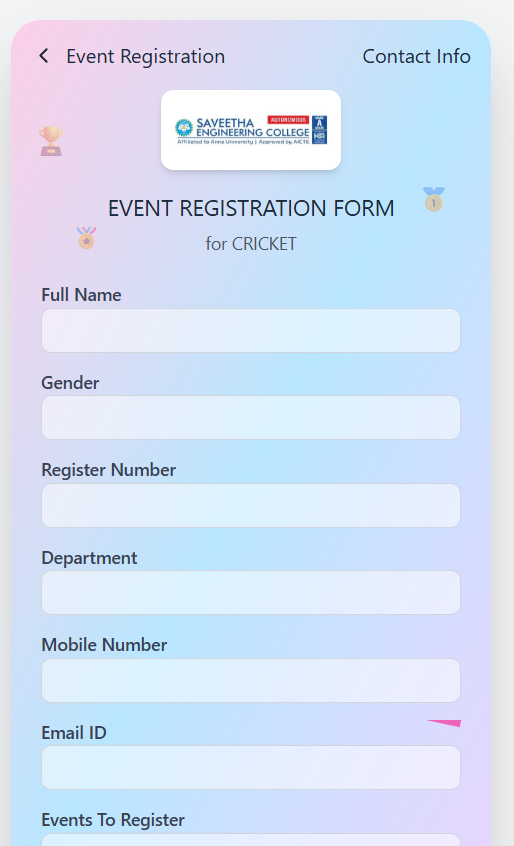 Event Registration
Contact Info
SAVEETHA
AUTONOMOUS
ENGINEERING COLLEGE
Affiliated to Anna University | Approved by AICTE
EVENT REGISTRATION FORM
1
for CRICKET
Full Name
Gender
Register Number
Department
Mobile Number
Email ID
Events To Register